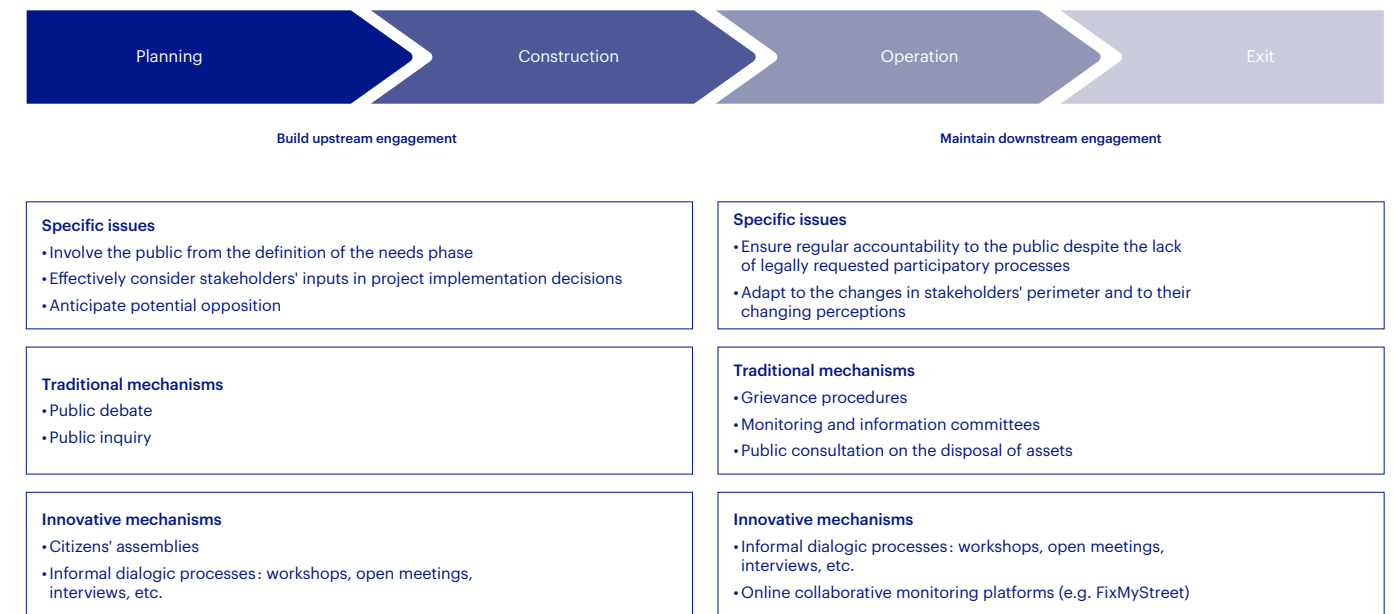 Planning
Construction
Operation
Exit
Build upstream engagement
Maintain downstream engagement
Specific issues
• Involve the public from the definition of the needs phase
• Effectively consider stakeholders' inputs in project implementation decisions
• Anticipate potential opposition
Specific issues
• Ensure regular accountability to the public despite the lack
of legally requested participatory processes
• Adapt to the changes in stakeholders' perimeter and to their
changing perceptions
Traditional mechanisms
• Public debate
• Public inquiry
Traditional mechanisms
• Grievance procedures
• Monitoring and information committees
• Public consultation on the disposal of assets
Innovative mechanisms
• Citizens' assemblies
• Informal dialogic processes: workshops, open meetings,
interviews, etc.
Innovative mechanisms
• Informal dialogic processes: workshops, open meetings,
interviews, etc.
• Online collaborative monitoring platforms (e.g. FixMyStreet)